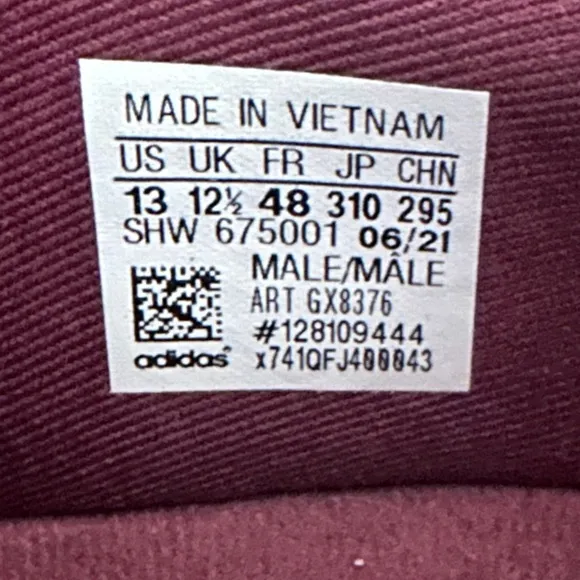 MADE IN VIETNAM
US UK FR JP CHN
13 12½ 48 310 295
SHW 675001 06/21
MALE/MÂLE
ART GX8376
#128109444
adidas® x741QFJ400043